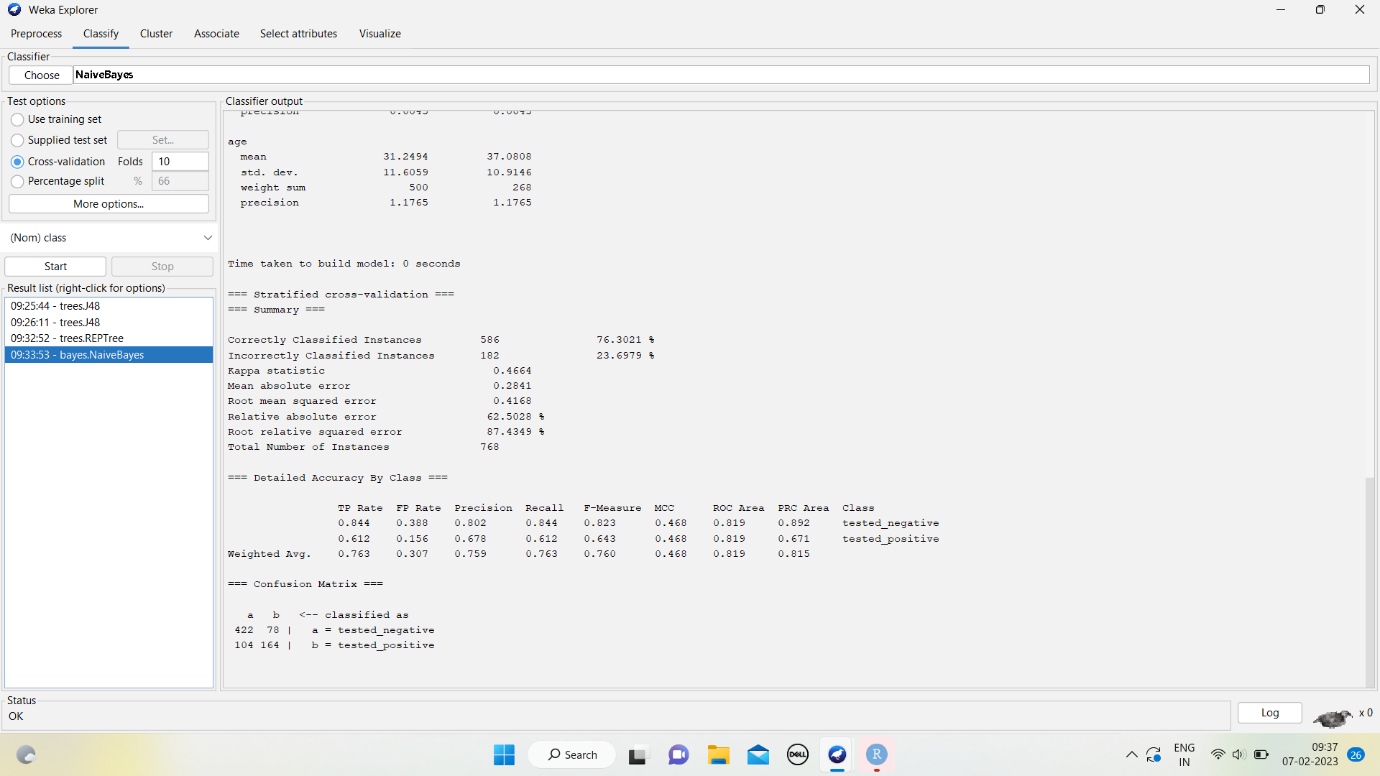 Weka Explorer
Preprocess Classify Cluster Associate Select attributes Visualize
Classifier
Choose NaiveBayes
Test options
Use training set
Supplied test set Set...
Cross-validation Folds 10
Percentage split % 66
More options...
(Nom) class
Start Stop
Result list (right-click for options)
09:25:44 - trees.J48
09:26:11 - trees.J48
09:32:52 - trees.REPTree
09:33:53 - bayes.NaiveBayes
Classifier output
precision 0.0045 0.0045
age
mean 31.2494 37.0808
std. dev. 11.6059 10.9146
weight sum 500 268
precision 1.1765 1.1765
Time taken to build model: 0 seconds
=== Stratified cross-validation ===
=== Summary ===
Correctly Classified Instances 586 76.3021 %
Incorrectly Classified Instances 182 23.6979 %
Kappa statistic 0.4664
Mean absolute error 0.2841
Root mean squared error 0.4168
Relative absolute error 62.5028 %
Root relative squared error 87.4349 %
Total Number of Instances 768
=== Detailed Accuracy By Class ===
TP Rate FP Rate Precision Recall F-Measure MCC ROC Area PRC Area Class
0.844 0.388 0.802 0.844 0.823 0.468 0.819 0.892 tested_negative
0.612 0.156 0.678 0.612 0.643 0.468 0.819 0.671 tested_positive
Weighted Avg. 0.763 0.307 0.759 0.763 0.760 0.468 0.819 0.815
=== Confusion Matrix ===
a b <-- classified as
422 78 | a = tested_negative
104 164 | b = tested_positive
Status
OK
Log x 0
Search
DELL
R
ENG
IN
09:37
07-02-2023
26